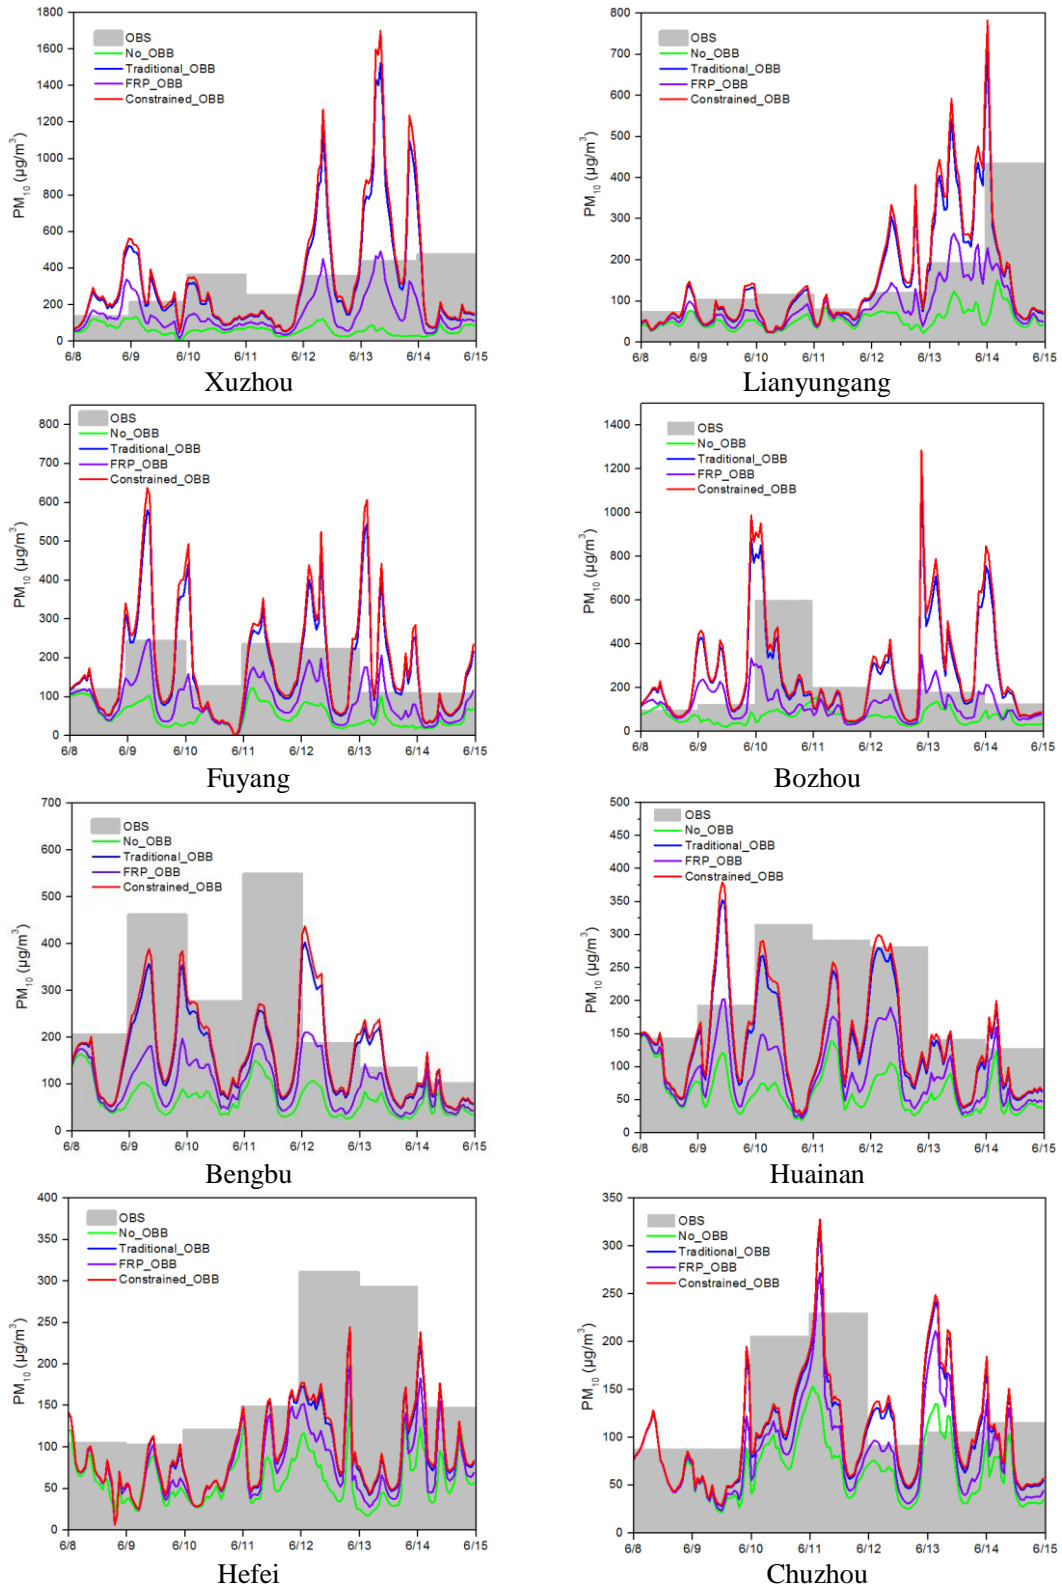 1800
1600
1400
1200
1000
800
600
400
200
0
PM10 (μg/m3)
OBS
No_OBB
Traditional_OBB
FRP_OBB
Constrained_OBB
6/8 6/9 6/10 6/11 6/12 6/13 6/14 6/15
Xuzhou
800
700
600
500
400
300
200
100
0
PM10 (μg/m3)
OBS
No_OBB
Traditional_OBB
FRP_OBB
Constrained_OBB
6/8 6/9 6/10 6/11 6/12 6/13 6/14 6/15
Lianyungang
800
700
600
500
400
300
200
100
0
PM10 (μg/m3)
OBS
No_OBB
Traditional_OBB
FRP_OBB
Constrained_OBB
6/8 6/9 6/10 6/11 6/12 6/13 6/14 6/15
Fuyang
1400
1200
1000
800
600
400
200
0
PM10 (μg/m3)
OBS
No_OBB
Traditional_OBB
FRP_OBB
Constrained_OBB
6/8 6/9 6/10 6/11 6/12 6/13 6/14 6/15
Bozhou
700
600
500
400
300
200
100
0
PM10 (μg/m3)
OBS
No_OBB
Traditional_OBB
FRP_OBB
Constrained_OBB
6/8 6/9 6/10 6/11 6/12 6/13 6/14 6/15
Bengbu
500
450
400
350
300
250
200
150
100
50
0
PM10 (μg/m3)
OBS
No_OBB
Traditional_OBB
FRP_OBB
Constrained_OBB
6/8 6/9 6/10 6/11 6/12 6/13 6/14 6/15
Huainan
400
350
300
250
200
150
100
50
0
PM10 (μg/m3)
OBS
No_OBB
Traditional_OBB
FRP_OBB
Constrained_OBB
6/8 6/9 6/10 6/11 6/12 6/13 6/14 6/15
Hefei
350
300
250
200
150
100
50
0
PM10 (μg/m3)
OBS
No_OBB
Traditional_OBB
FRP_OBB
Constrained_OBB
6/8 6/9 6/10 6/11 6/12 6/13 6/14 6/15
Chuzhou